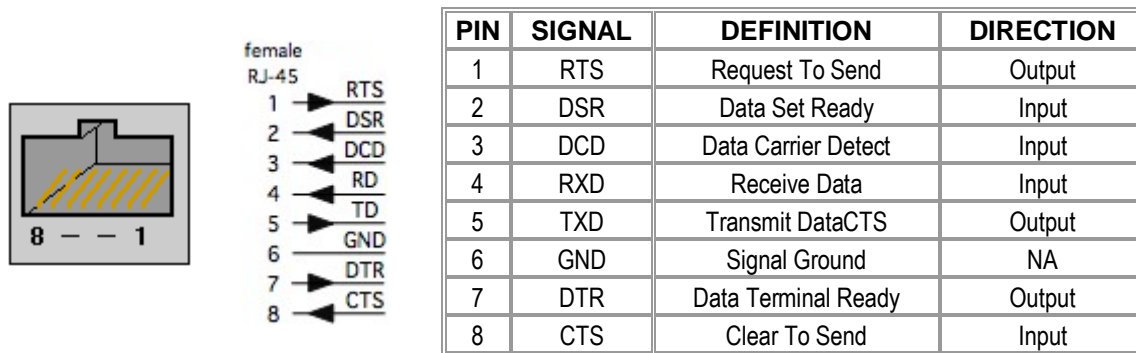 female
RJ-45
1 RTS
2 DSR
3 DCD
4 RD
5 TD
6 GND
7 DTR
8 CTS
8 – – 1
PIN SIGNAL DEFINITION DIRECTION
1 RTS Request To Send Output
2 DSR Data Set Ready Input
3 DCD Data Carrier Detect Input
4 RXD Receive Data Input
5 TXD Transmit DataCTS Output
6 GND Signal Ground NA
7 DTR Data Terminal Ready Output
8 CTS Clear To Send Input